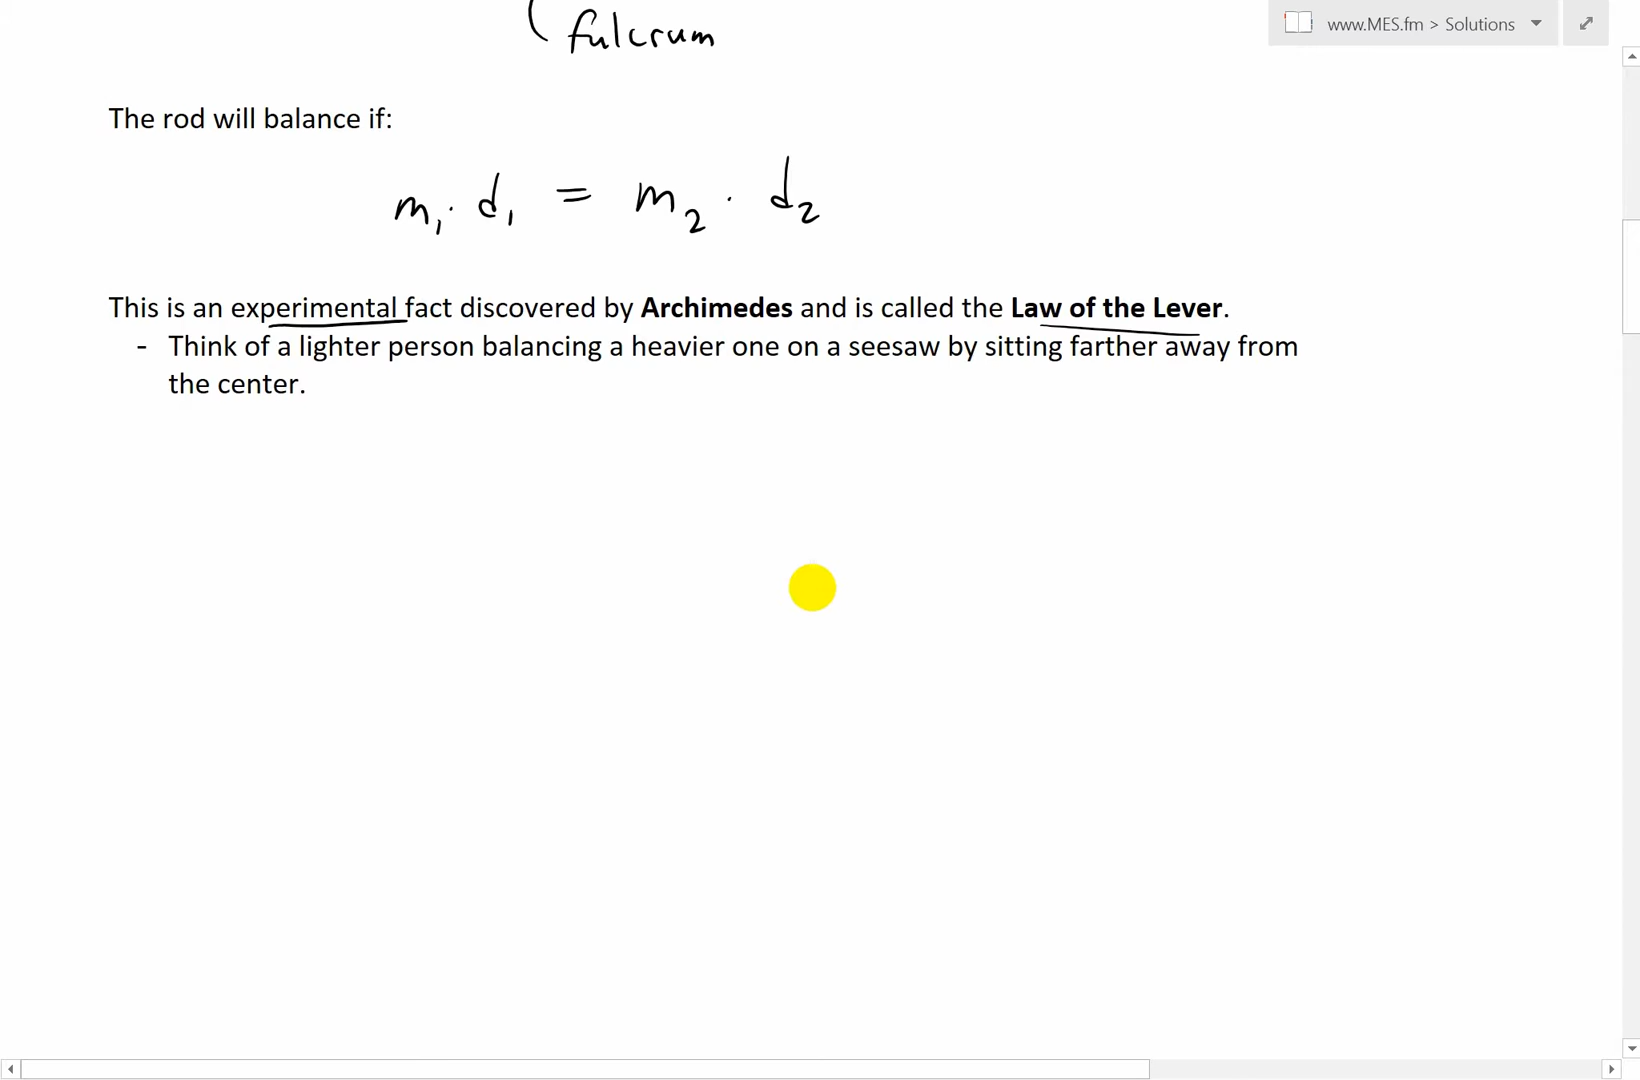 www.MES.fm > Solutions
fulcrum
The rod will balance if:
m₁ · d₁ = m₂ · d₂
This is an experimental fact discovered by Archimedes and is called the Law of the Lever.
- Think of a lighter person balancing a heavier one on a seesaw by sitting farther away from
the center.